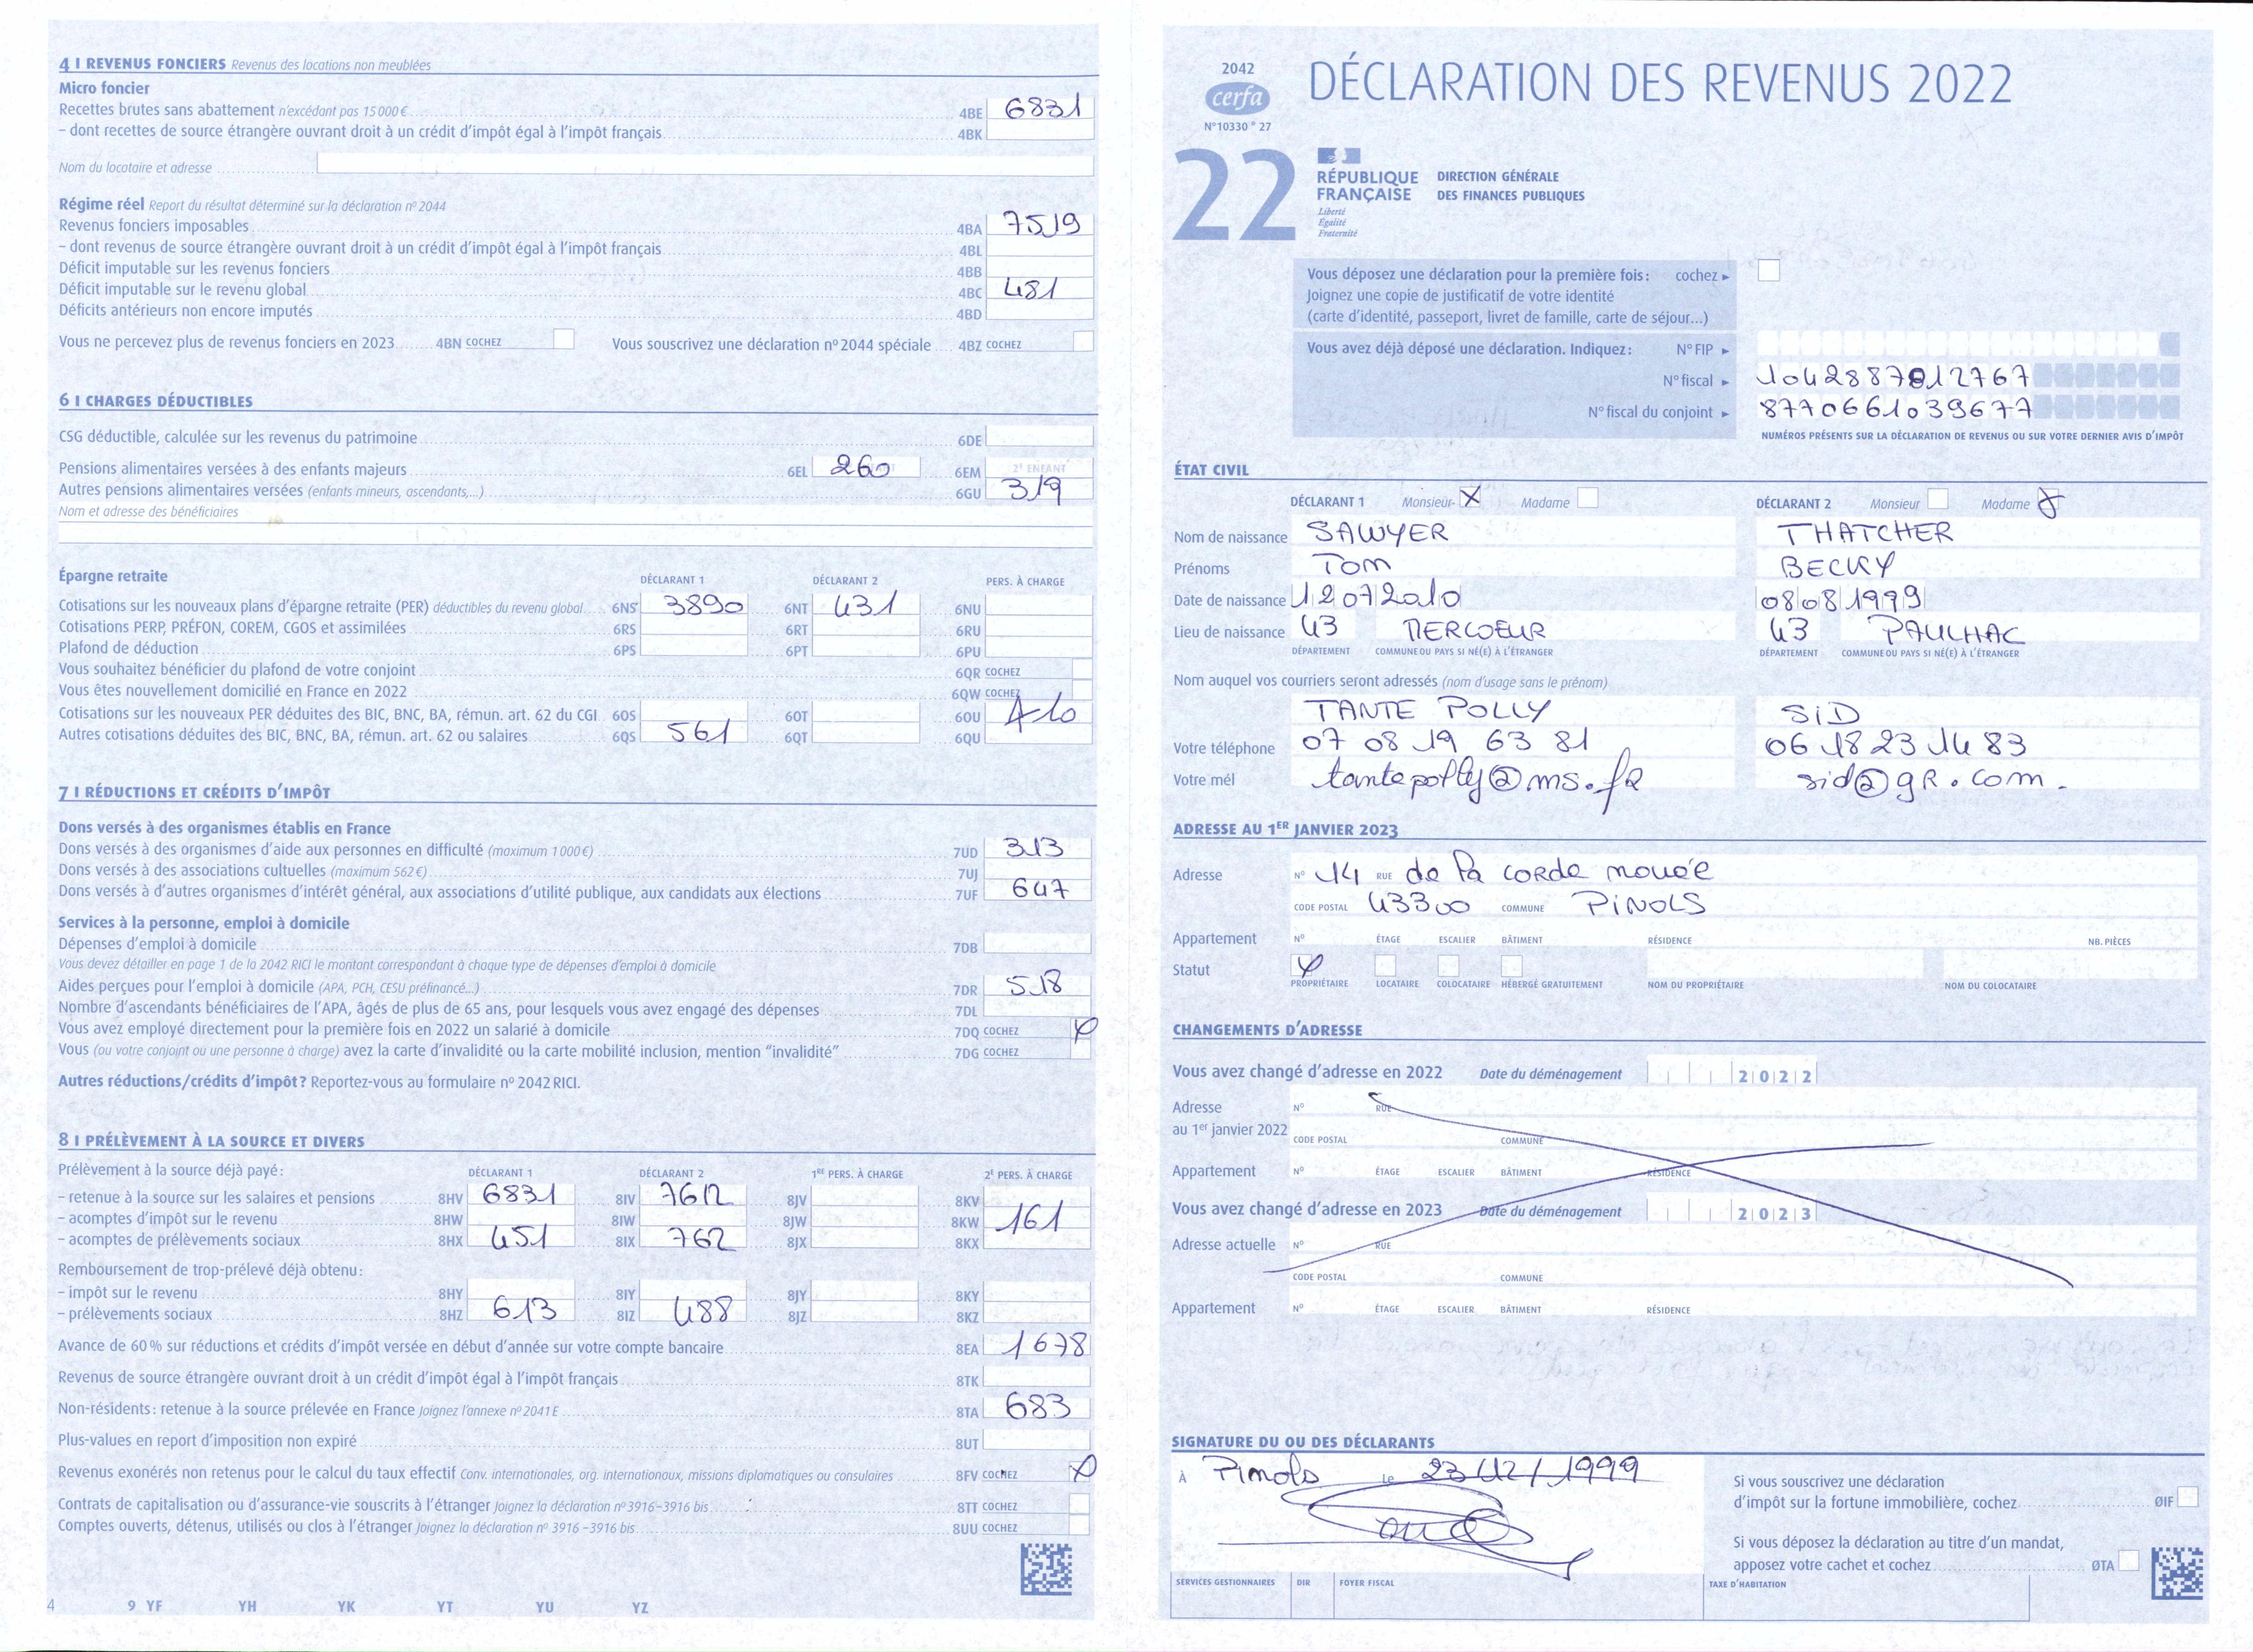 4 I REVENUS FONCIERS Revenus des locations non meublées
Micro foncier
Recettes brutes sans abattement n'excédant pas 15 000 € 4BE 6831
– dont recettes de source étrangère ouvrant droit à un crédit d'impôt égal à l'impôt français 4BK
Nom du locataire et adresse
Régime réel Report du résultat déterminé sur la déclaration nº 2044
Revenus fonciers imposables 4BA 7519
– dont revenus de source étrangère ouvrant droit à un crédit d'impôt égal à l'impôt français 4BL
Déficit imputable sur les revenus fonciers 4BB
Déficit imputable sur le revenu global 4BC 481
Déficits antérieurs non encore imputés 4BD
Vous ne percevez plus de revenus fonciers en 2023 4BN COCHEZ Vous souscrivez une déclaration nº 2044 spéciale 4BZ COCHEZ
6 I CHARGES DÉDUCTIBLES
CSG déductible, calculée sur les revenus du patrimoine 6DE
Pensions alimentaires versées à des enfants majeurs 6EL 260 6EM 2E ENFANT
Autres pensions alimentaires versées (enfants mineurs, ascendants,...) 6GU 319
Nom et adresse des bénéficiaires
Épargne retraite DÉCLARANT 1 DÉCLARANT 2 PERS. À CHARGE
Cotisations sur les nouveaux plans d'épargne retraite (PER) déductibles du revenu global 6NS 3890 6NT 431 6NU
Cotisations PERP, PRÉFON, COREM, CGOS et assimilées 6RS 6RT 6RU
Plafond de déduction 6PS 6PT 6PU
Vous souhaitez bénéficier du plafond de votre conjoint 6QR COCHEZ
Vous êtes nouvellement domicilié en France en 2022 6QW COCHEZ
Cotisations sur les nouveaux PER déduites des BIC, BNC, BA, rémun. art. 62 du CGI 6OS 6OT 6OU
Autres cotisations déduites des BIC, BNC, BA, rémun. art. 62 ou salaires 6QS 561 6QT 6QU
7 I RÉDUCTIONS ET CRÉDITS D'IMPÔT
Dons versés à des organismes établis en France
Dons versés à des organismes d'aide aux personnes en difficulté (maximum 1 000 €) 7UD 313
Dons versés à des associations cultuelles (maximum 562 €) 7UJ
Dons versés à d'autres organismes d'intérêt général, aux associations d'utilité publique, aux candidats aux élections 7UF 647
Services à la personne, emploi à domicile
Dépenses d'emploi à domicile 7DB
Vous devez détailler en page 1 de la 2042 RICI le montant correspondant à chaque type de dépenses d'emploi à domicile
Aides perçues pour l'emploi à domicile (APA, PCH, CESU préfinancé...) 7DR 518
Nombre d'ascendants bénéficiaires de l'APA, âgés de plus de 65 ans, pour lesquels vous avez engagé des dépenses 7DL
Vous avez employé directement pour la première fois en 2022 un salarié à domicile 7DQ COCHEZ X
Vous (ou votre conjoint ou une personne à charge) avez la carte d'invalidité ou la carte mobilité inclusion, mention "invalidité" 7DG COCHEZ
Autres réductions/crédits d'impôt ? Reportez-vous au formulaire nº 2042 RICI.
8 I PRÉLÈVEMENT À LA SOURCE ET DIVERS
Prélèvement à la source déjà payé : DÉCLARANT 1 DÉCLARANT 2 1RE PERS. À CHARGE 2E PERS. À CHARGE
– retenue à la source sur les salaires et pensions 8HV 6831 8IV 7612 8JV 8KV
– acomptes d'impôt sur le revenu 8HW 8IW 8JW 8KW 161
– acomptes de prélèvements sociaux 8HX 451 8IX 762 8JX 8KX
Remboursement de trop-prélevé déjà obtenu :
– impôt sur le revenu 8HY 8IY 8JY 8KY
– prélèvements sociaux 8HZ 613 8IZ 488 8JZ 8KZ
Avance de 60 % sur réductions et crédits d'impôt versée en début d'année sur votre compte bancaire 8EA 1678
Revenus de source étrangère ouvrant droit à un crédit d'impôt égal à l'impôt français 8TK
Non-résidents : retenue à la source prélevée en France Joignez l'annexe nº 2041 E 8TA 683
Plus-values en report d'imposition non expiré 8UT
Revenus exonérés non retenus pour le calcul du taux effectif Conv. internationales, org. internationaux, missions diplomatiques ou consulaires 8FV COCHEZ X
Contrats de capitalisation ou d'assurance-vie souscrits à l'étranger Joignez la déclaration nº 3916–3916 bis 8TT COCHEZ
Comptes ouverts, détenus, utilisés ou clos à l'étranger Joignez la déclaration nº 3916 –3916 bis 8UU COCHEZ
4 9 YF YH YK YT YU YZ
2042
cerfa
N° 10330 * 27
DÉCLARATION DES REVENUS 2022
22
RÉPUBLIQUE FRANÇAISE
Liberté
Égalité
Fraternité
DIRECTION GÉNÉRALE
DES FINANCES PUBLIQUES
Vous déposez une déclaration pour la première fois : cochez
Joignez une copie de justificatif de votre identité
(carte d'identité, passeport, livret de famille, carte de séjour...)
Vous avez déjà déposé une déclaration. Indiquez : N° FIP
N° fiscal 1042887812767
N° fiscal du conjoint 8770661039677
NUMÉROS PRÉSENTS SUR LA DÉCLARATION DE REVENUS OU SUR VOTRE DERNIER AVIS D'IMPÔT
ÉTAT CIVIL
DÉCLARANT 1 Monsieur X Madame DÉCLARANT 2 Monsieur Madame X
Nom de naissance SAWYER THATCHER
Prénoms TOM BECKY
Date de naissance 12072010 08081999
Lieu de naissance 43 MERCOEUR 43 PAULHAC
DÉPARTEMENT COMMUNE OU PAYS SI NÉ(E) À L'ÉTRANGER DÉPARTEMENT COMMUNE OU PAYS SI NÉ(E) À L'ÉTRANGER
Nom auquel vos courriers seront adressés (nom d'usage sans le prénom)
TANTE POLLY SiD
Votre téléphone 07 08 19 63 81 06 18 23 14 83
Votre mél tantepolly@ms.fr sid@gr.com.
ADRESSE AU 1ER JANVIER 2023
Adresse N° 14 RUE de la corde nouée
CODE POSTAL 43300 COMMUNE PiNOLS
Appartement N° ÉTAGE ESCALIER BÂTIMENT RÉSIDENCE NB. PIÈCES
Statut X
PROPRIÉTAIRE LOCATAIRE COLOCATAIRE HÉBERGÉ GRATUITEMENT NOM DU PROPRIÉTAIRE NOM DU COLOCATAIRE
CHANGEMENTS D'ADRESSE
Vous avez changé d'adresse en 2022 Date du déménagement 2022
Adresse N° RUE
au 1er janvier 2022 CODE POSTAL COMMUNE
Appartement N° ÉTAGE ESCALIER BÂTIMENT RÉSIDENCE
Vous avez changé d'adresse en 2023 Date du déménagement 2023
Adresse actuelle N° RUE
CODE POSTAL COMMUNE
Appartement N° ÉTAGE ESCALIER BÂTIMENT RÉSIDENCE
SIGNATURE DU OU DES DÉCLARANTS
À Pinols Le 23/12/1999
Si vous souscrivez une déclaration
d'impôt sur la fortune immobilière, cochez ØIF
Si vous déposez la déclaration au titre d'un mandat,
apposez votre cachet et cochez ØTA
SERVICES GESTIONNAIRES DIR FOYER FISCAL TAXE D'HABITATION